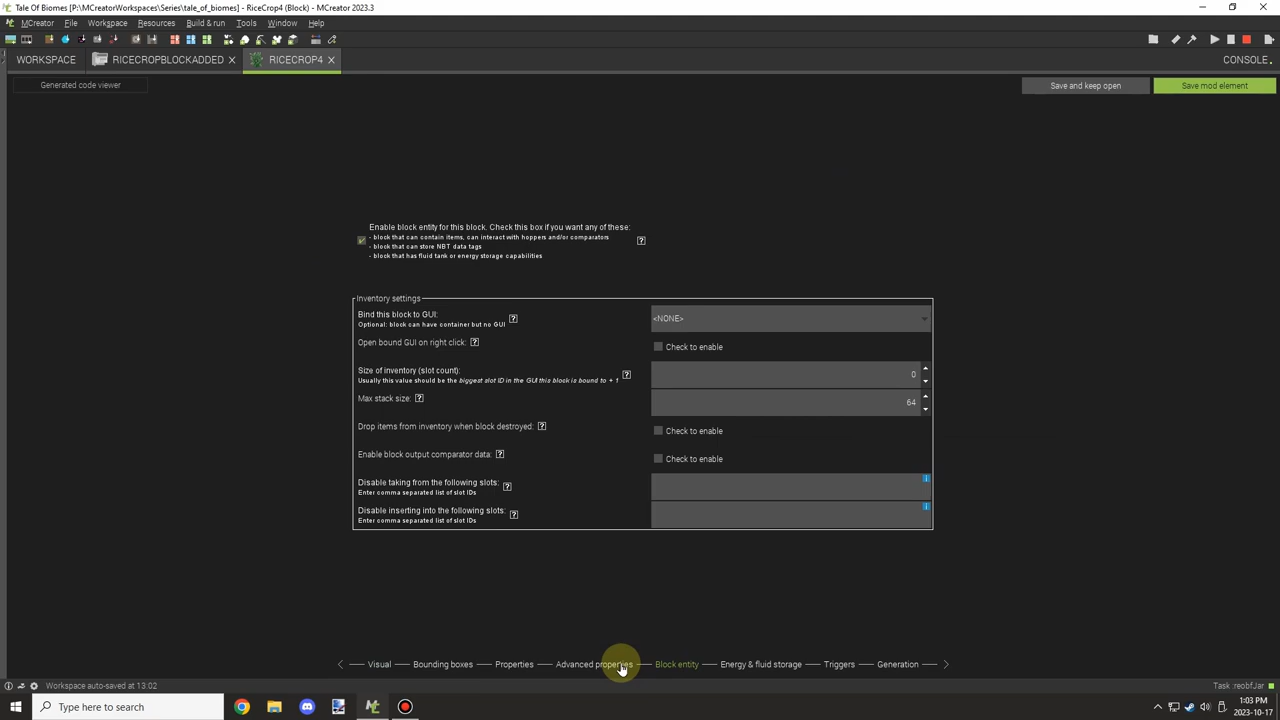 Tale Of Biomes [P:\MCreatorWorkspaces\Series\tale_of_biomes] - RiceCrop4 (Block) - MCreator 2023.3
MCreator File Workspace Resources Build & run Tools Window Help
WORKSPACE RICECROPBLOCKADDED RICECROP4 CONSOLE
Generated code viewer Save and keep open Save mod element
Enable block entity for this block. Check this box if you want any of these:
- block that can contain items, can interact with hoppers and/or comparators
- block that can store NBT data tags
- block that has fluid tank or energy storage capabilities
Inventory settings
Bind this block to GUI: <NONE>
Optional: block can have container but no GUI
Open bound GUI on right click: Check to enable
Size of inventory (slot count): 0
Usually this value should be the biggest slot ID in the GUI this block is bound to + 1
Max stack size: 64
Drop items from inventory when block destroyed: Check to enable
Enable block output comparator data: Check to enable
Disable taking from the following slots:
Enter comma separated list of slot IDs
Disable inserting into the following slots:
Enter comma separated list of slot IDs
Visual Bounding boxes Properties Advanced properties Block entity Energy & fluid storage Triggers Generation
Workspace auto-saved at 13.02 Task :reobfJar
Type here to search 1:03 PM
2023-10-17